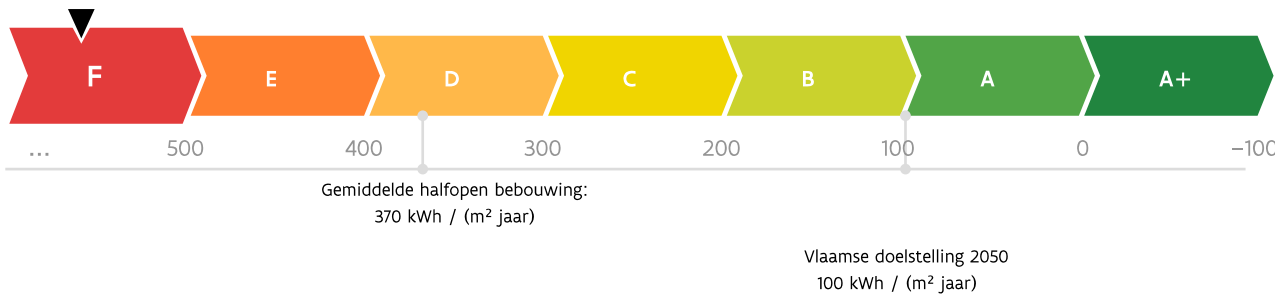 F E D C B A A+
... 500 400 300 200 100 0 −100
Gemiddelde halfopen bebouwing:
370 kWh / (m² jaar)
Vlaamse doelstelling 2050
100 kWh / (m² jaar)